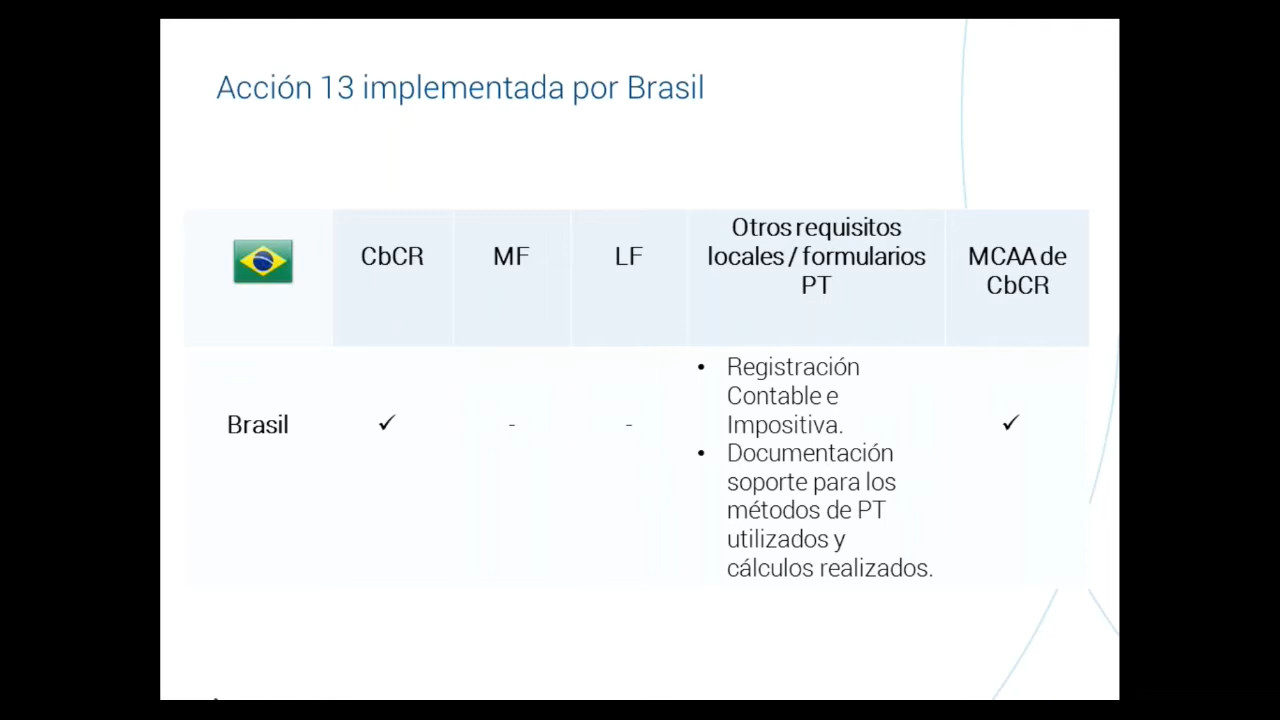 Acción 13 implementada por Brasil
CbCR
MF
LF
Otros requisitos
locales / formularios
PT
MCAA de
CbCR
Brasil
✓
-
-
• Registración
Contable e
Impositiva.
• Documentación
soporte para los
métodos de PT
utilizados y
cálculos realizados.
✓